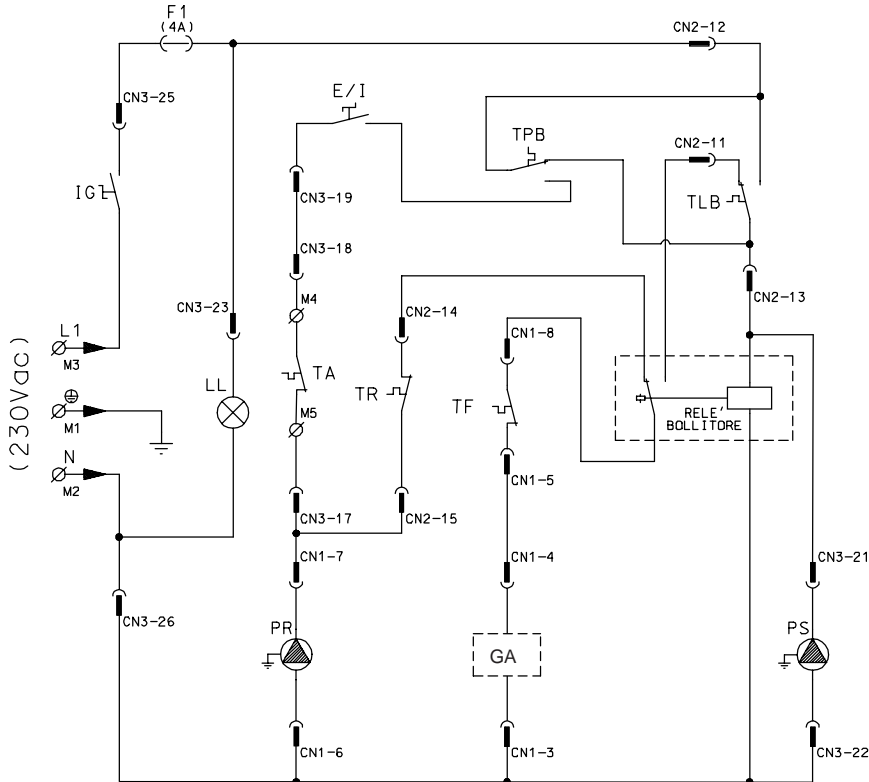 F1
(4A)
CN2-12
E/I
CN3-25
TPB
CN2-11
IG
CN3-19
TLB
CN3-18
CN2-13
CN3-23
M4
CN2-14
CN1-8
L1
M3
LL
TA
TR
TF
(230Vac)
M1
M5
RELE'
BOLLITORE
N
M2
CN1-5
CN3-17
CN2-15
CN1-7
CN1-4
CN3-21
CN3-26
PR
GA
PS
CN1-6
CN1-3
CN3-22